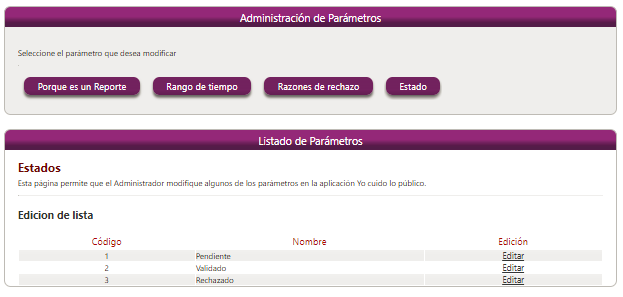 Administración de Parámetros
Seleccione el parámetro que desea modificar
Porque es un Reporte Rango de tiempo Razones de rechazo Estado
Listado de Parámetros
Estados
Esta página permite que el Administrador modifique algunos de los parámetros en la aplicación Yo cuido lo público.
Edicion de lista
Código Nombre Edición
1 Pendiente Editar
2 Validado Editar
3 Rechazado Editar